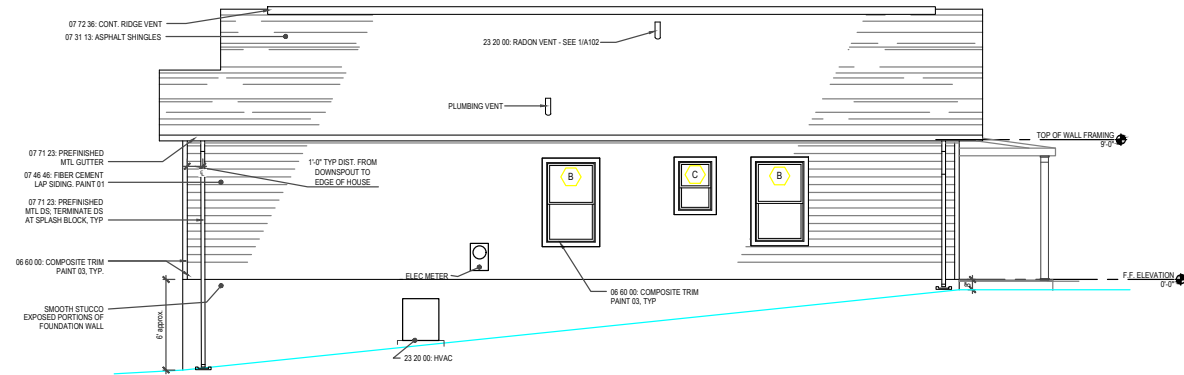 07 72 36: CONT. RIDGE VENT
07 31 13: ASPHALT SHINGLES
23 20 00: RADON VENT - SEE 1/A102
PLUMBING VENT
TOP OF WALL FRAMING
9'-0"
07 71 23: PREFINISHED
MTL GUTTER
1'-0" TYP DIST. FROM
DOWNSPOUT TO
EDGE OF HOUSE
07 46 46: FIBER CEMENT
LAP SIDING. PAINT 01
B
C
B
07 71 23: PREFINISHED
MTL DS; TERMINATE DS
AT SPLASH BLOCK, TYP
06 60 00: COMPOSITE TRIM
PAINT 03, TYP.
ELEC METER
F.F. ELEVATION
0'-0"
06 60 00: COMPOSITE TRIM
PAINT 03, TYP
SMOOTH STUCCO
EXPOSED PORTIONS OF
FOUNDATION WALL
6' approx.
23 20 00: HVAC